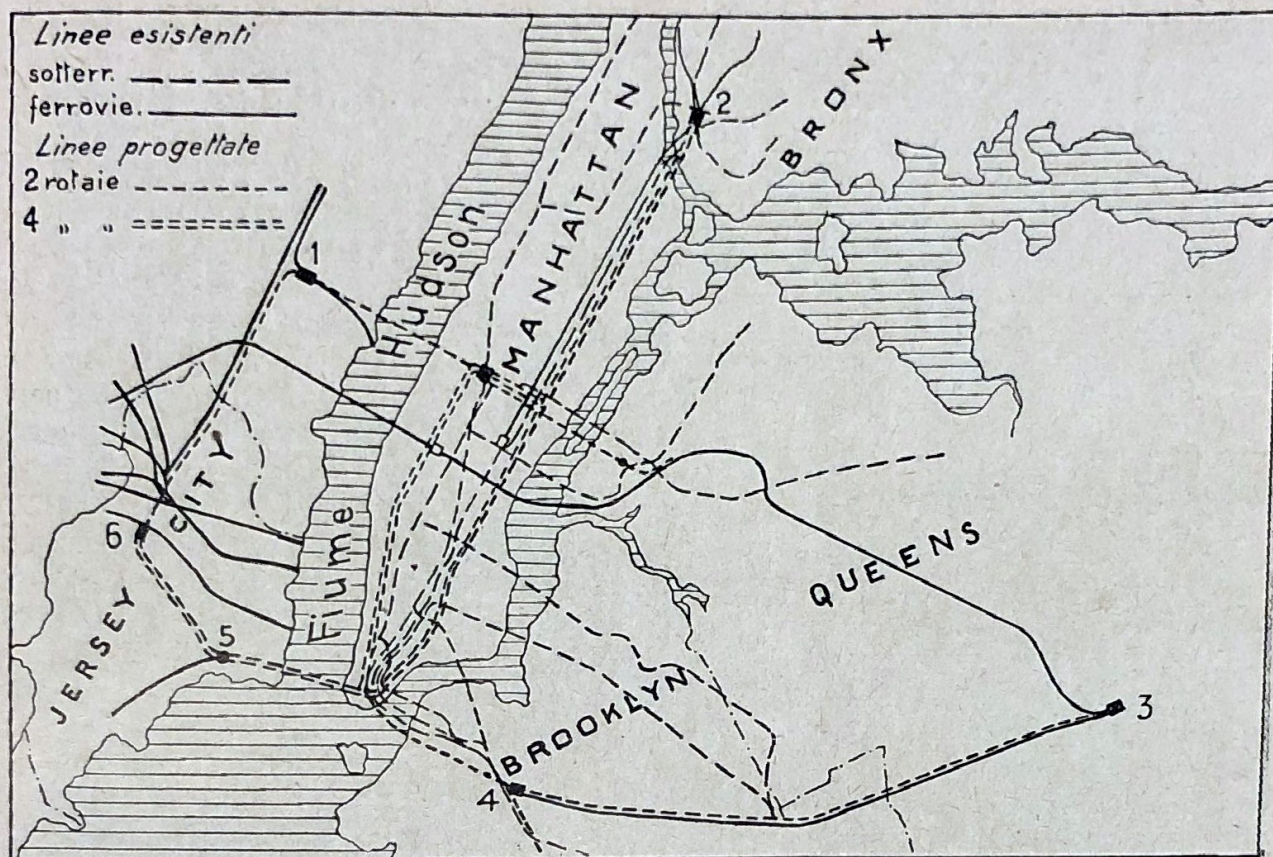 Linee esistenti
sotterr.
ferrovie.
Linee progettate
2 rotaie
4 " "
Fiume Hudson
MANHATTAN
BRONX
JERSEY CITY
QUEENS
BROOKLYN
1
2
3
4
5
6